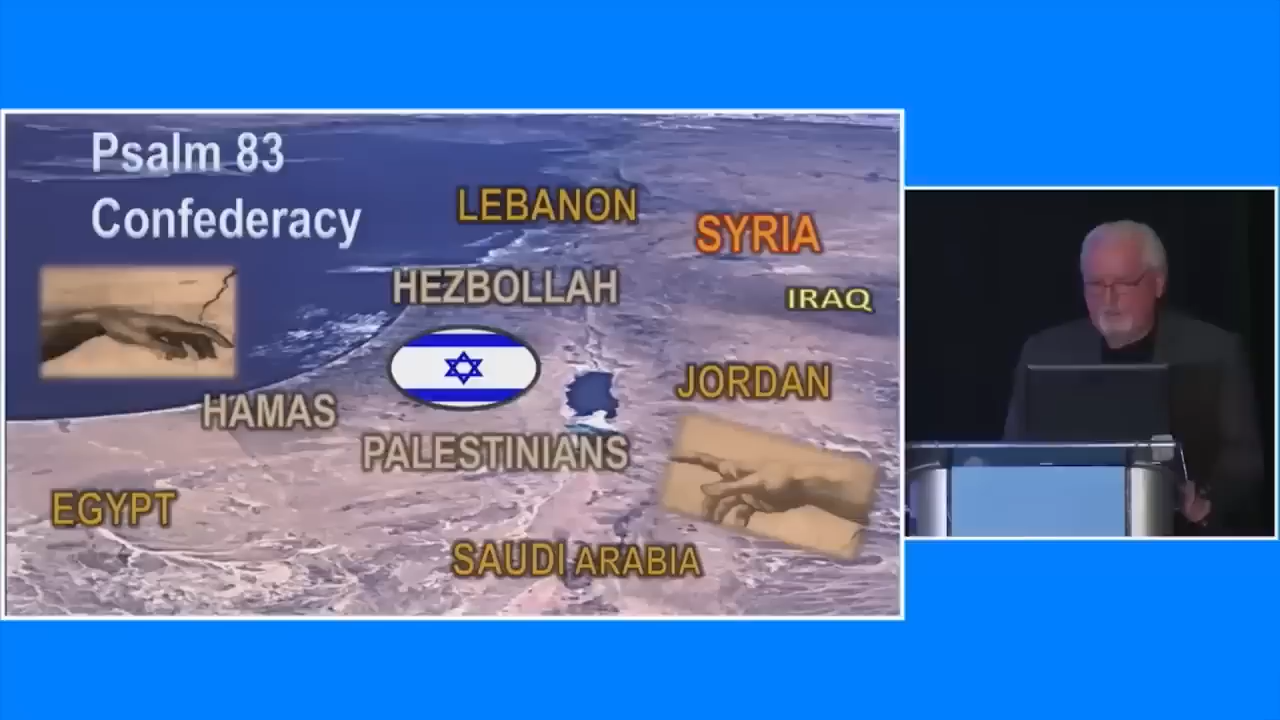 Psalm 83
Confederacy
LEBANON
SYRIA
HEZBOLLAH
IRAQ
JORDAN
HAMAS
PALESTINIANS
EGYPT
SAUDI ARABIA